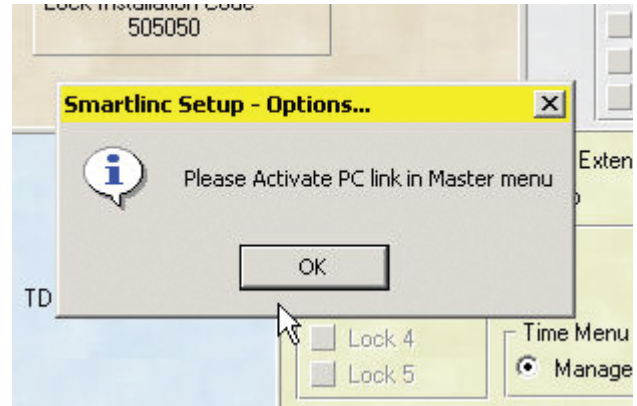 Lock Installation Code
505050
Smartlinc Setup - Options...
Please Activate PC link in Master menu
OK
Exten
TD
Lock 4
Lock 5
Time Menu
Manage